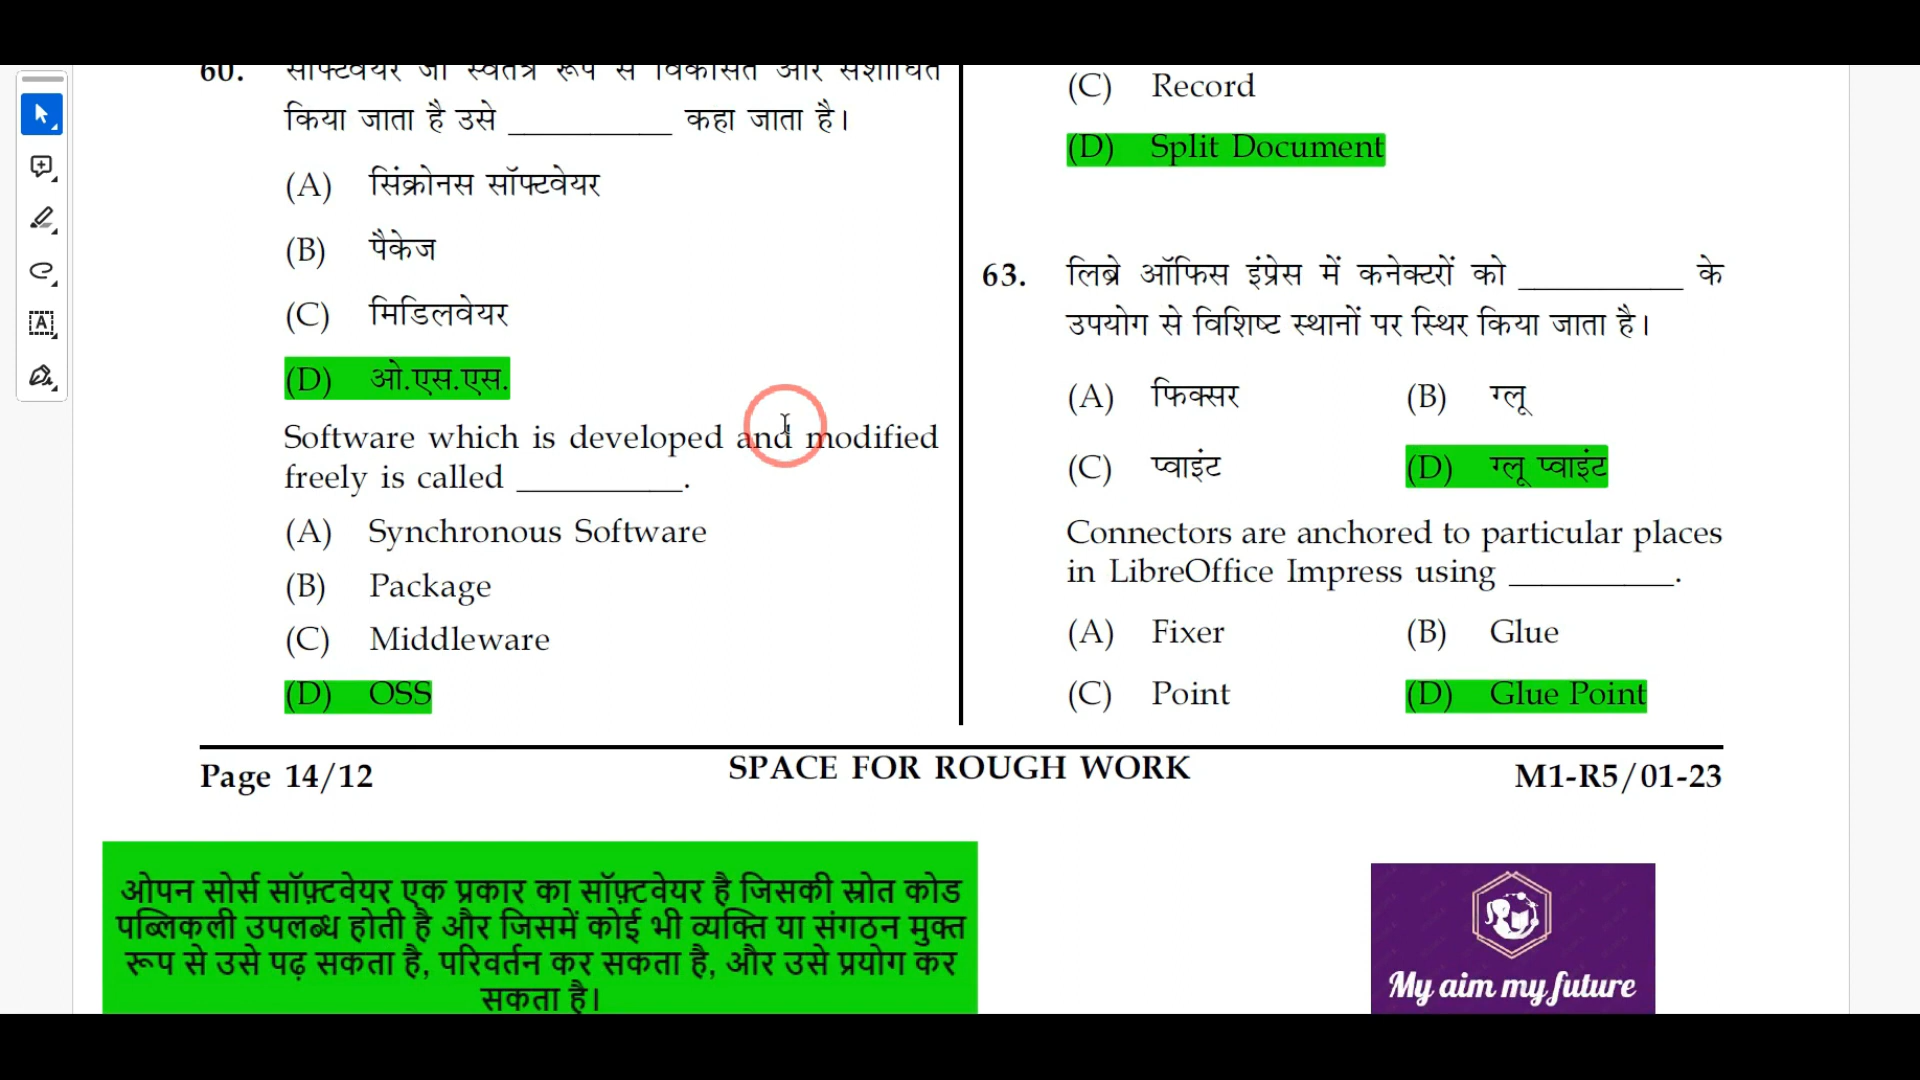 60. सॉफ्टवेयर जो स्वतंत्र रूप से विकसित और संशोधित
किया जाता है उसे __________ कहा जाता है।
(A) सिंक्रोनस सॉफ्टवेयर
(B) पैकेज
(C) मिडिलवेयर
(D) ओ.एस.एस.
Software which is developed and modified
freely is called __________.
(A) Synchronous Software
(B) Package
(C) Middleware
(D) OSS
(C) Record
(D) Split Document
63. लिब्रे ऑफिस इंप्रेस में कनेक्टरों को __________ के
उपयोग से विशिष्ट स्थानों पर स्थिर किया जाता है।
(A) फिक्सर (B) ग्लू
(C) प्वाइंट (D) ग्लू प्वाइंट
Connectors are anchored to particular places
in LibreOffice Impress using __________.
(A) Fixer (B) Glue
(C) Point (D) Glue Point
Page 14/12 SPACE FOR ROUGH WORK M1-R5/01-23
ओपन सोर्स सॉफ़्टवेयर एक प्रकार का सॉफ़्टवेयर है जिसकी स्रोत कोड
पब्लिकली उपलब्ध होती है और जिसमें कोई भी व्यक्ति या संगठन मुक्त
रूप से उसे पढ़ सकता है, परिवर्तन कर सकता है, और उसे प्रयोग कर
सकता है।
My aim my future